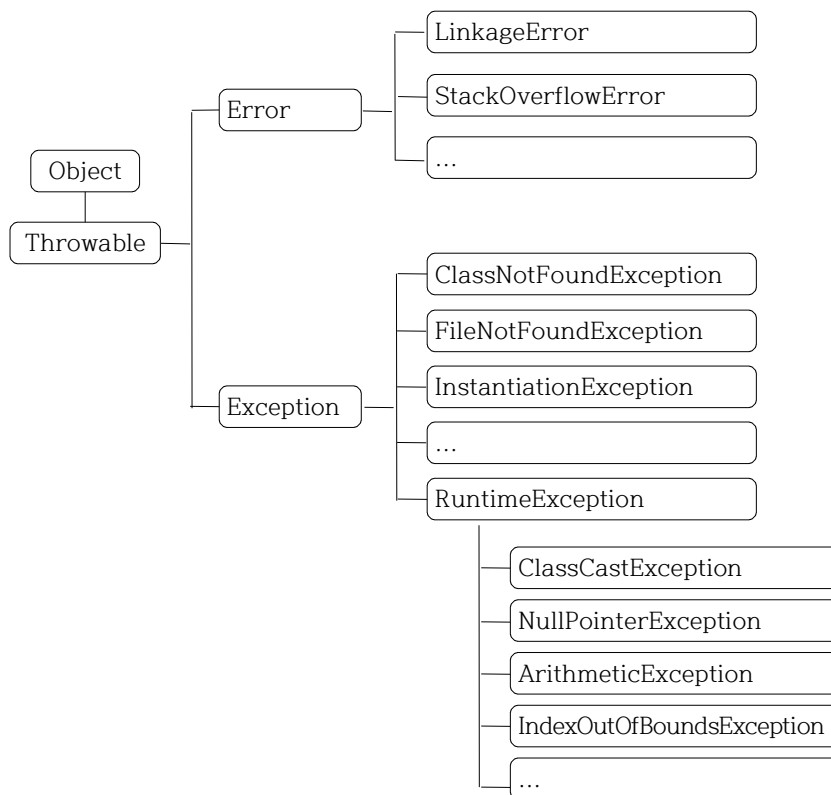 Object
Throwable
Error
LinkageError
StackOverflowError
...
Exception
ClassNotFoundException
FileNotFoundException
InstantiationException
...
RuntimeException
ClassCastException
NullPointerException
ArithmeticException
IndexOutOfBoundsException
...